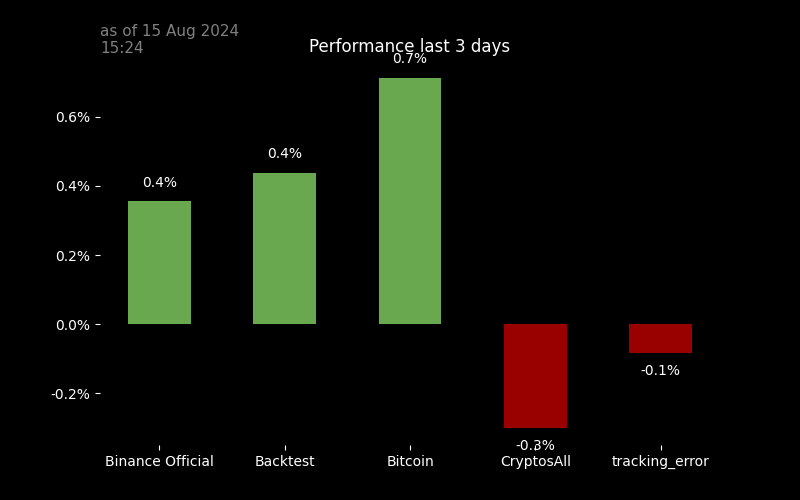 as of 15 Aug 2024
15:24
Performance last 3 days
0.7%
0.6%
0.4%
0.4%
0.4%
0.2%
0.0%
-0.1%
-0.2%
-0.3%
Binance Official
Backtest
Bitcoin
CryptosAll
tracking_error